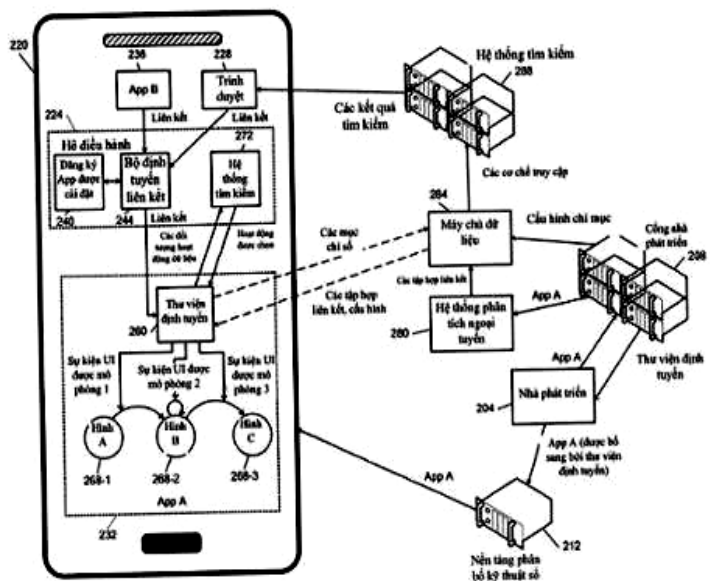 220
236
228
App B
Trình
duyệt
Liên kết
Liên kết
224
272
Hê điều hành
Đăng ký
App được
cài đặt
Bộ định
tuyến
liên kết
Hệ
thống
tìm kiếm
240
244
Liên kết
Các đối
tượng hoạt
động dữ liệu
Hoạt động
được chọn
Thư viện
định tuyến
260
Sự kiện UI
được mô
phỏng 1
Sự kiện UI
được mô
phỏng 2
Sự kiện UI
được mô
phỏng 3
Hình
A
Hình
B
Hình
C
268-1
268-2
268-3
App A
232
Hệ thống tìm kiếm
288
Các kết quả
tìm kiếm
Các cơ chế truy cập
284
Máy chủ dữ
liệu
Cấu hình chỉ mục
Các mục
chỉ số
Các tập hợp
liên kết, cấu hình
Các tập hợp liên kết
Cổng nhà
phát triển
208
App A
280
Hệ thống phân
tích ngoại
tuyến
App A
Thư viện định
tuyến
204
Nhà phát triển
App A (được bổ
sang bởi thư viện
định tuyến)
App A
212
Nền tảng phân
bổ kỹ thuật số